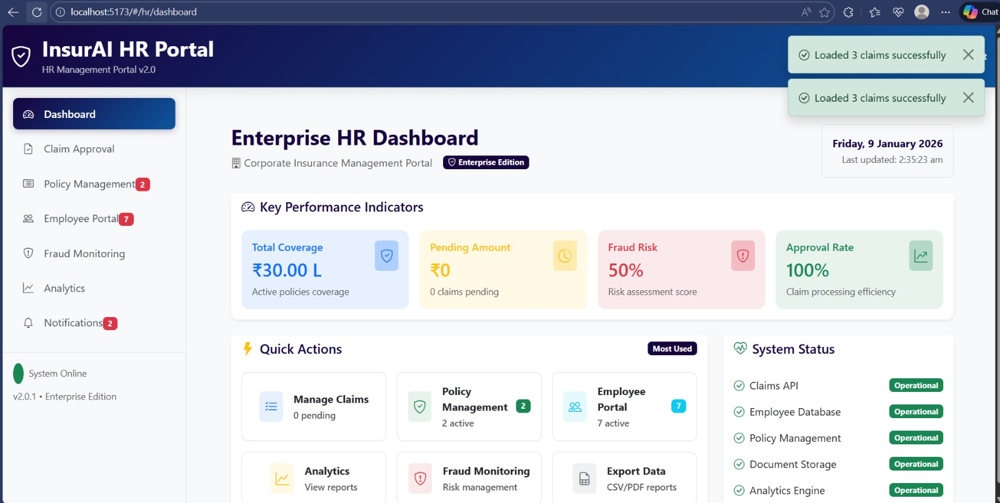 localhost:5173/#/hr/dashboard
Chat
InsurAI HR Portal
HR Management Portal v2.0
Loaded 3 claims successfully
Loaded 3 claims successfully
Dashboard
Claim Approval
Policy Management 2
Employee Portal 7
Fraud Monitoring
Analytics
Notifications 2
System Online
v2.0.1 • Enterprise Edition
Enterprise HR Dashboard
Corporate Insurance Management Portal
Enterprise Edition
Friday, 9 January 2026
Last updated: 2:35:23 am
Key Performance Indicators
Total Coverage
₹30.00 L
Active policies coverage
Pending Amount
₹0
0 claims pending
Fraud Risk
50%
Risk assessment score
Approval Rate
100%
Claim processing efficiency
Quick Actions
Most Used
Manage Claims
0 pending
Policy
Management 2
2 active
Employee
Portal 7
7 active
Analytics
View reports
Fraud Monitoring
Risk management
Export Data
CSV/PDF reports
System Status
Claims API Operational
Employee Database Operational
Policy Management Operational
Document Storage Operational
Analytics Engine Operational